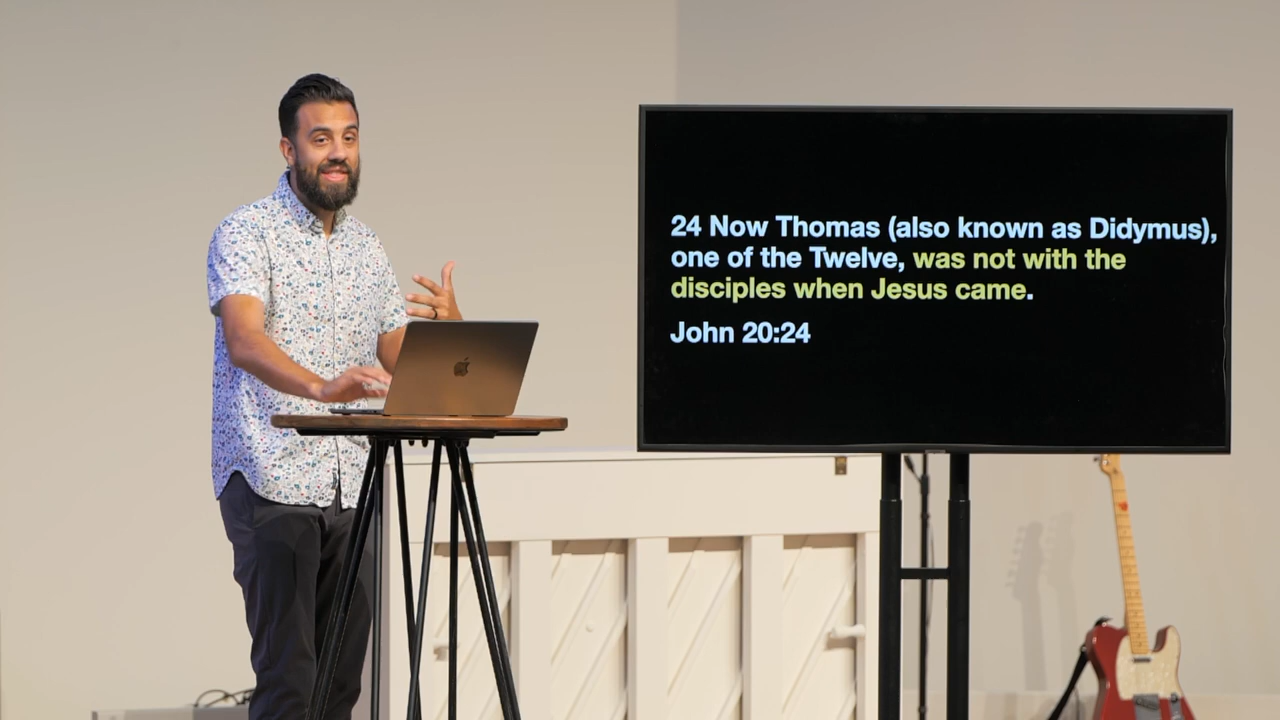 24 Now Thomas (also known as Didymus),
one of the Twelve, was not with the
disciples when Jesus came.
John 20:24